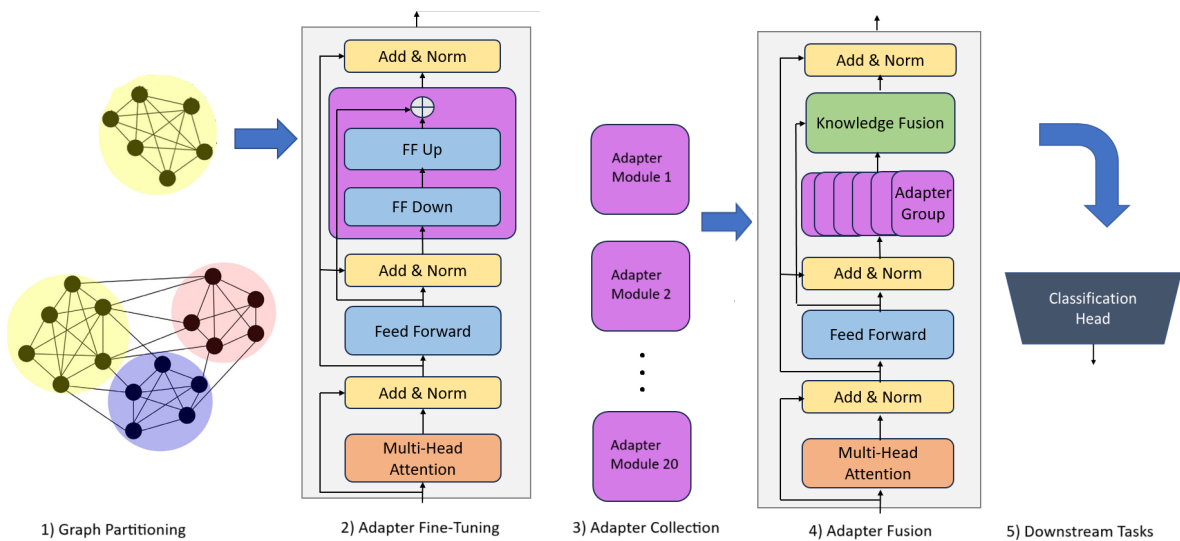 Add & Norm
FF Up
FF Down
Add & Norm
Feed Forward
Add & Norm
Multi-Head
Attention
Adapter
Module 1
Adapter
Module 2
Adapter
Module 20
Add & Norm
Knowledge Fusion
Adapter
Group
Add & Norm
Feed Forward
Add & Norm
Multi-Head
Attention
Classification
Head
1) Graph Partitioning
2) Adapter Fine-Tuning
3) Adapter Collection
4) Adapter Fusion
5) Downstream Tasks